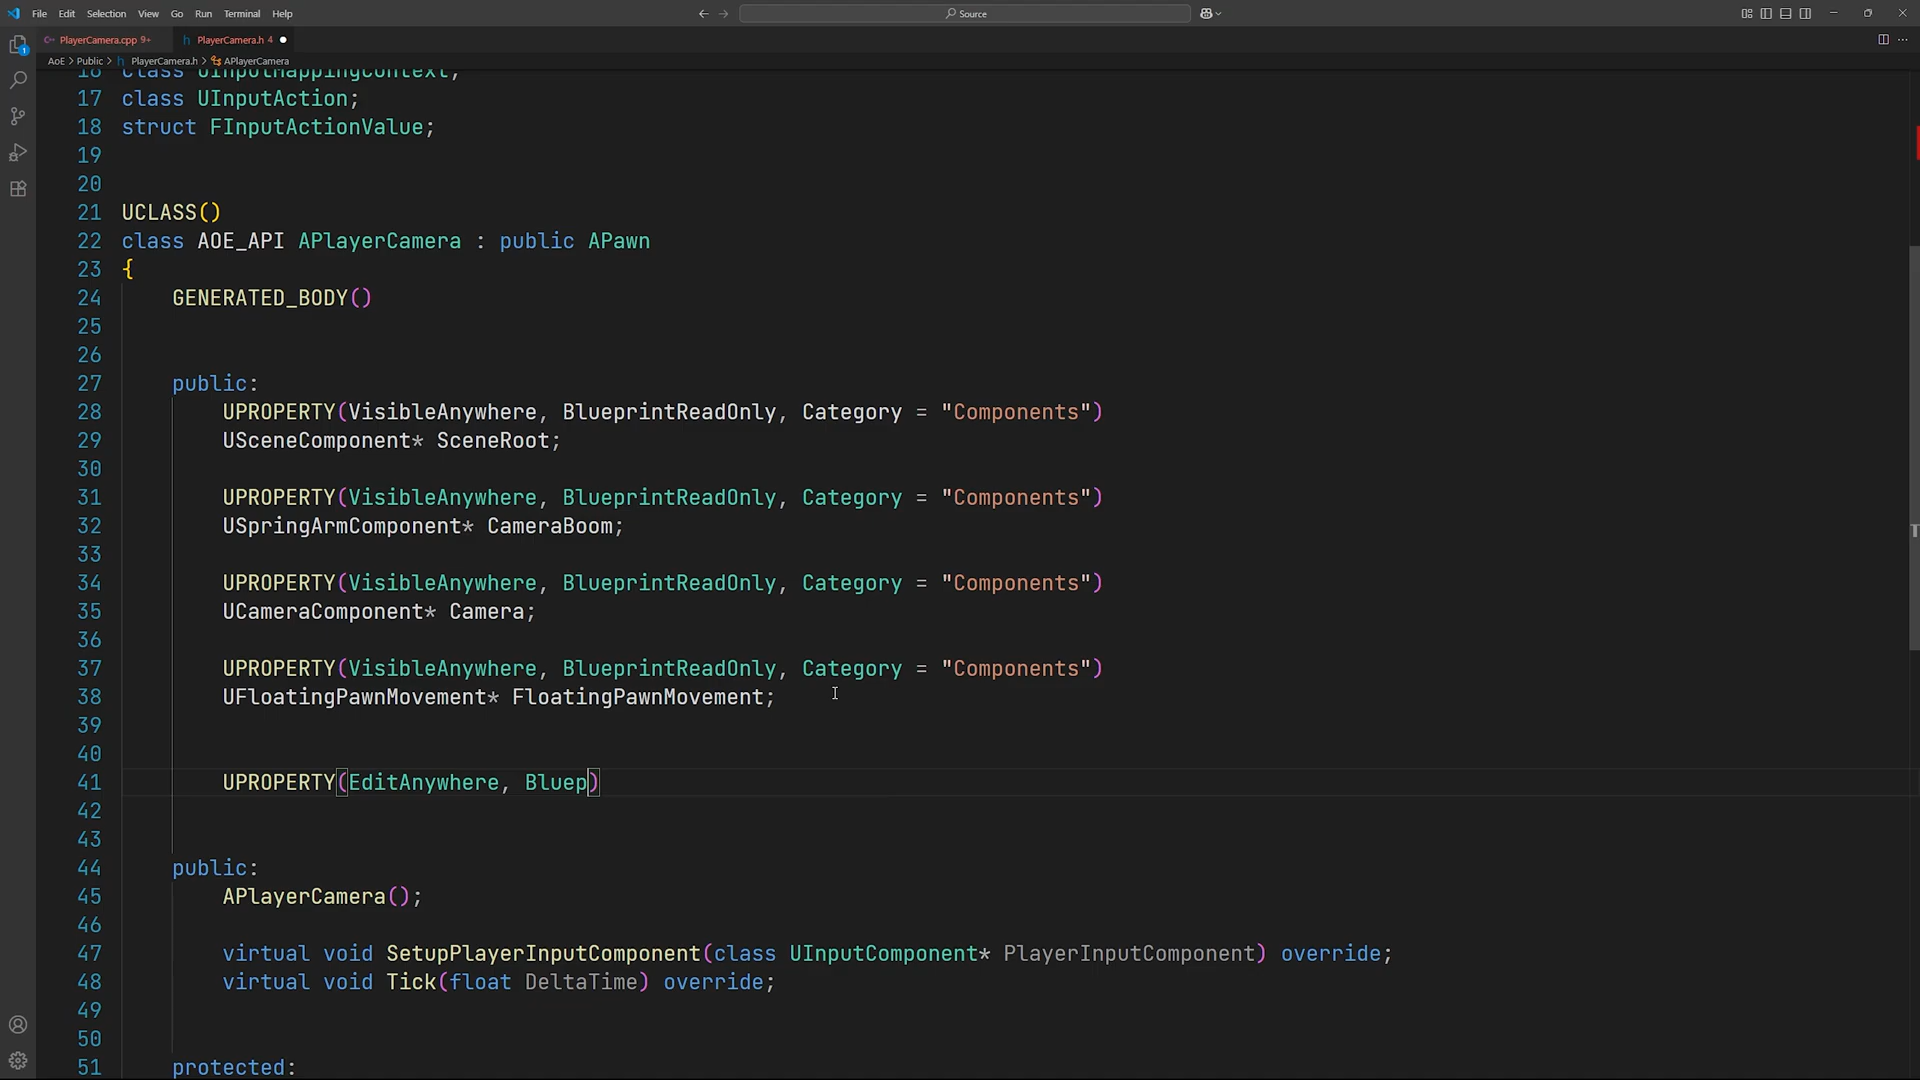 File Edit Selection View Go Run Terminal Help
Source
PlayerCamera.cpp 9+
PlayerCamera.h 4
AoE > Public > PlayerCamera.h > APlayerCamera
16 class UInputMappingContext;
17 class UInputAction;
18 struct FInputActionValue;
19
20
21 UCLASS()
22 class AOE_API APlayerCamera : public APawn
23 {
24 GENERATED_BODY()
25
26
27 public:
28 UPROPERTY(VisibleAnywhere, BlueprintReadOnly, Category = "Components")
29 USceneComponent* SceneRoot;
30
31 UPROPERTY(VisibleAnywhere, BlueprintReadOnly, Category = "Components")
32 USpringArmComponent* CameraBoom;
33
34 UPROPERTY(VisibleAnywhere, BlueprintReadOnly, Category = "Components")
35 UCameraComponent* Camera;
36
37 UPROPERTY(VisibleAnywhere, BlueprintReadOnly, Category = "Components")
38 UFloatingPawnMovement* FloatingPawnMovement;
39
40
41 UPROPERTY(EditAnywhere, Bluep)
42
43
44 public:
45 APlayerCamera();
46
47 virtual void SetupPlayerInputComponent(class UInputComponent* PlayerInputComponent) override;
48 virtual void Tick(float DeltaTime) override;
49
50
51 protected: